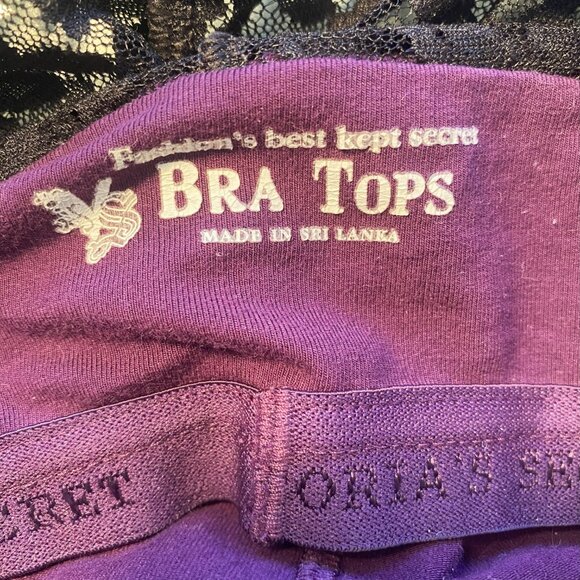 Fashion's best kept secret
BRA TOPS
MADE IN SRI LANKA
CRET ORIA'S SE